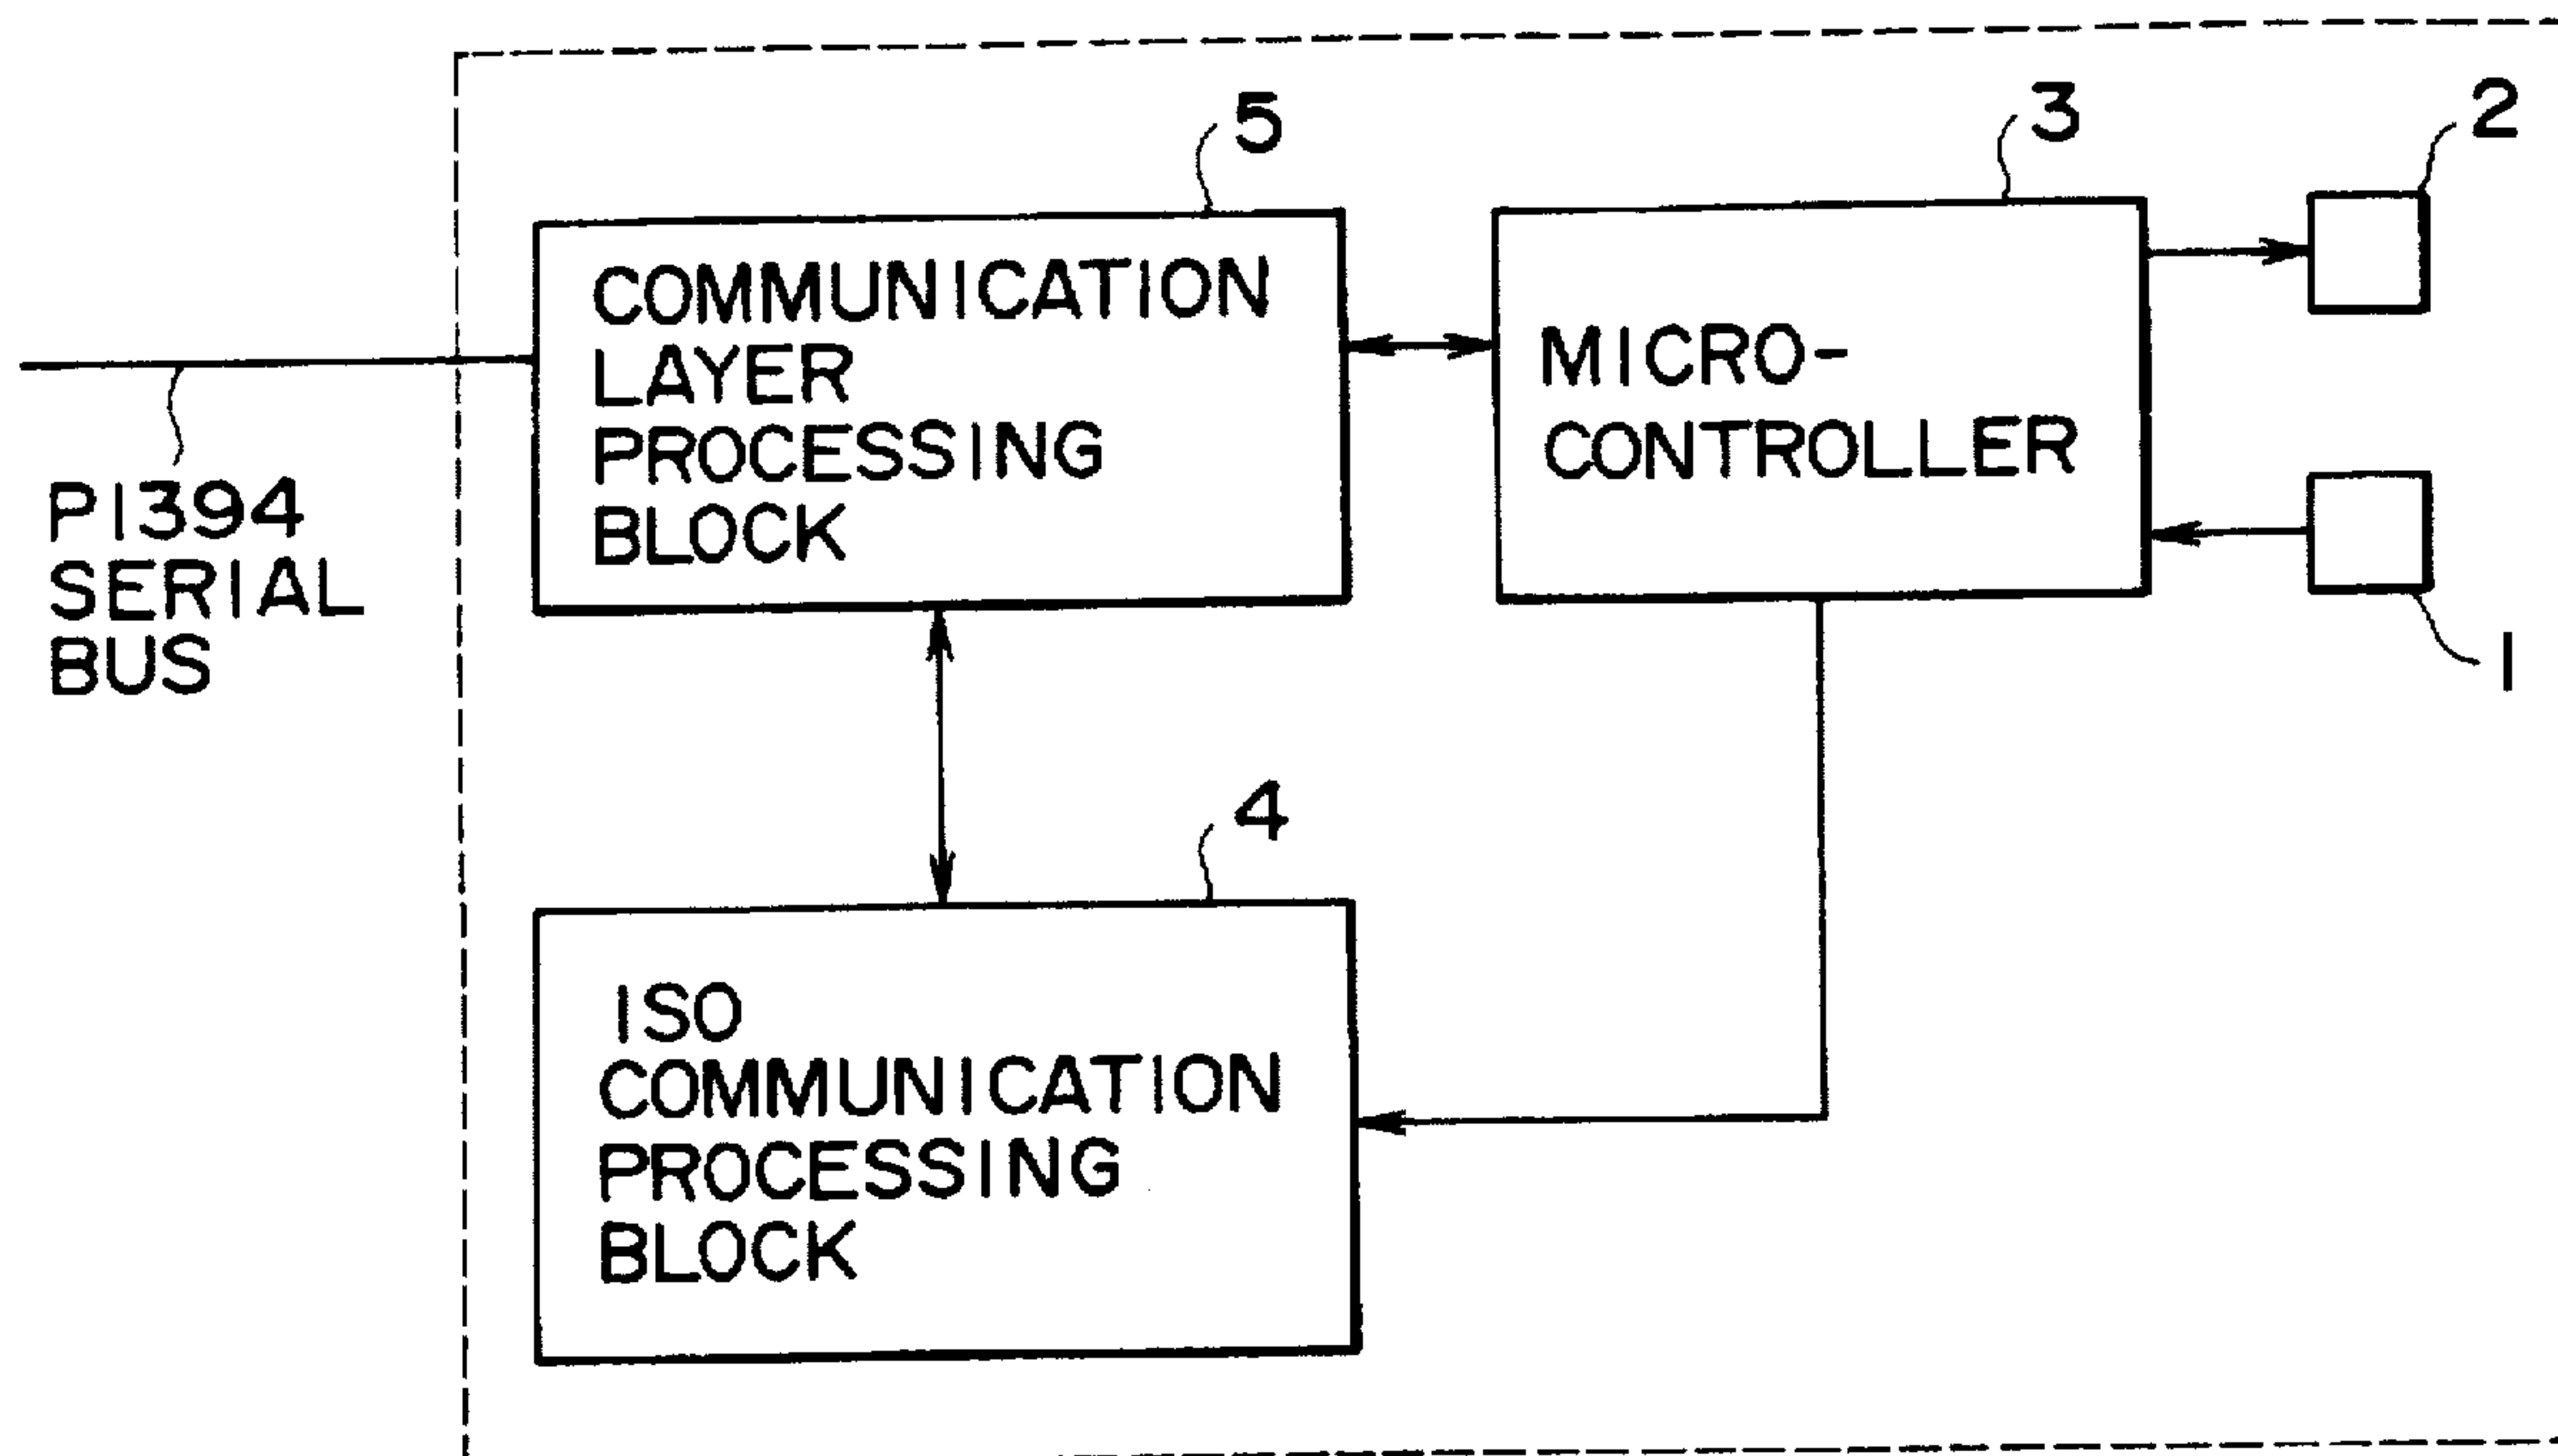 5
3
2
COMMUNICATION
LAYER
PROCESSING
BLOCK
MICRO-
CONTROLLER
P1394
SERIAL
BUS
1
4
ISO
COMMUNICATION
PROCESSING
BLOCK